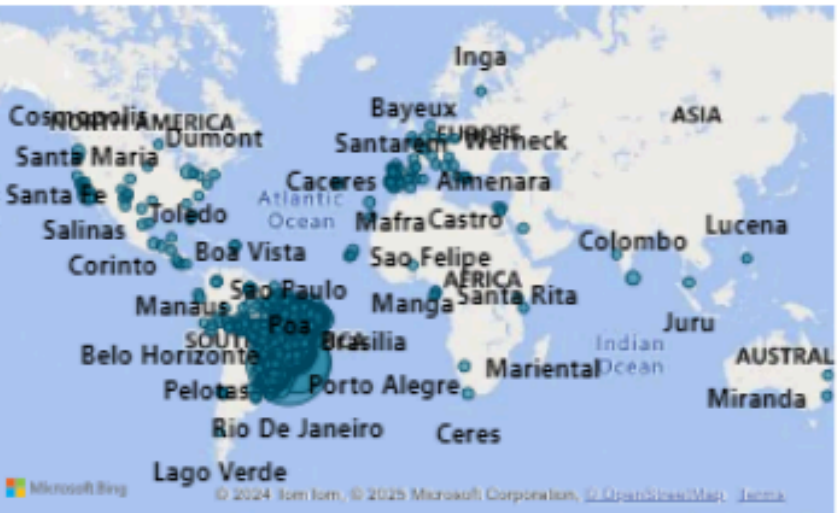 Inga
Bayeux
ASIA
Cosmopolis
NORTH AMERICA
Dumont
Santarem
EUROPE
Werneck
Santa Maria
Caceres
Almenara
Santa Fe
Atlantic
Ocean
Toledo
Mafra
Castro
Salinas
Lucena
Colombo
Boa Vista
Sao Felipe
Corinto
AFRICA
Sao Paulo
Manaus
Manga
Santa Rita
Poa
Juru
Brasilia
Indian
Ocean
Belo Horizonte
AUSTRAL
Mariental
Pelotas
Porto Alegre
Miranda
Rio De Janeiro
Ceres
Lago Verde
Microsoft Bing
© 2024 TomTom, © 2025 Microsoft Corporation, © OpenStreetMap Terms